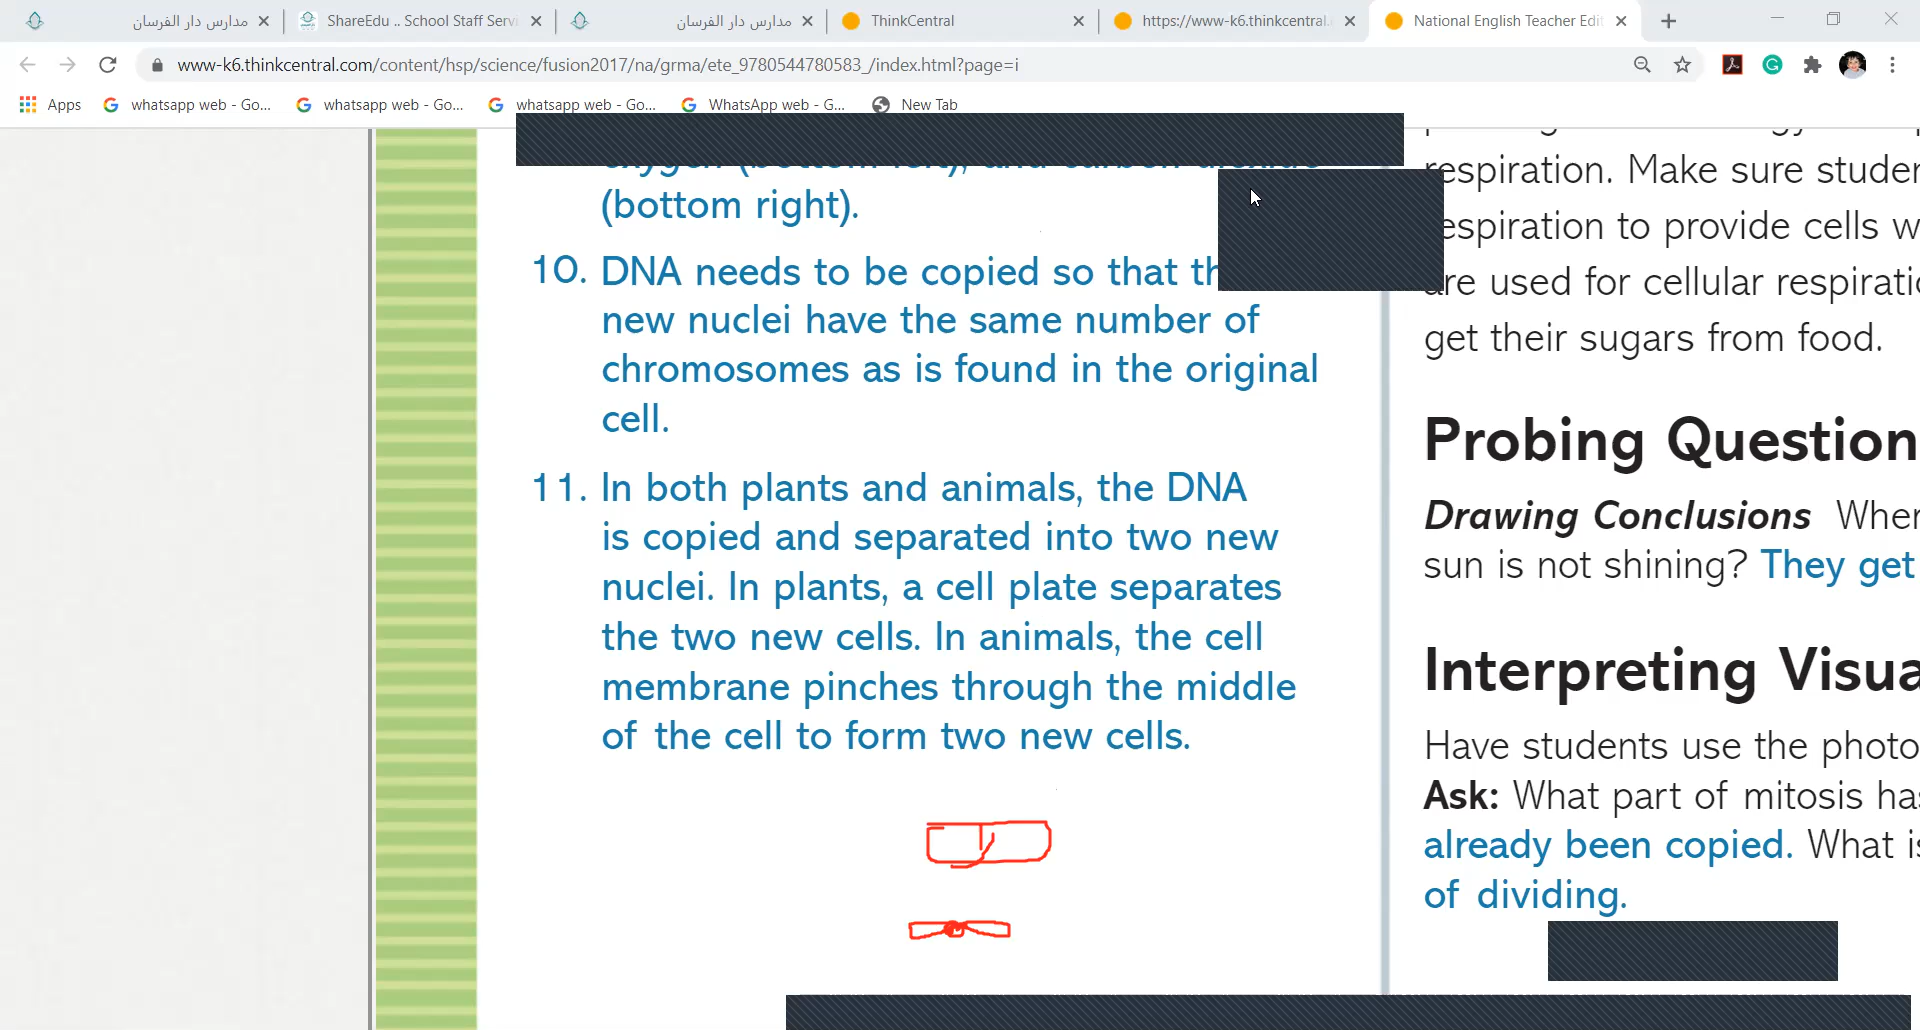 مدارس دار الفرسان
ShareEdu .. School Staff Servi
مدارس دار الفرسان
ThinkCentral
https://www-k6.thinkcentral.
National English Teacher Edit
www-k6.thinkcentral.com/content/hsp/science/fusion2017/na/grma/ete_9780544780583_/index.html?page=i
Apps
whatsapp web - Go...
whatsapp web - Go...
whatsapp web - Go...
WhatsApp web - G...
New Tab
(bottom right).
10. DNA needs to be copied so that
new nuclei have the same number of
chromosomes as is found in the original
cell.
11. In both plants and animals, the DNA
is copied and separated into two new
nuclei. In plants, a cell plate separates
the two new cells. In animals, the cell
membrane pinches through the middle
of the cell to form two new cells.
respiration. Make sure studen
respiration to provide cells w
are used for cellular respiratio
get their sugars from food.
Probing Question
Drawing Conclusions Wher
sun is not shining? They get
Interpreting Visua
Have students use the photo
Ask: What part of mitosis has
already been copied. What is
of dividing.